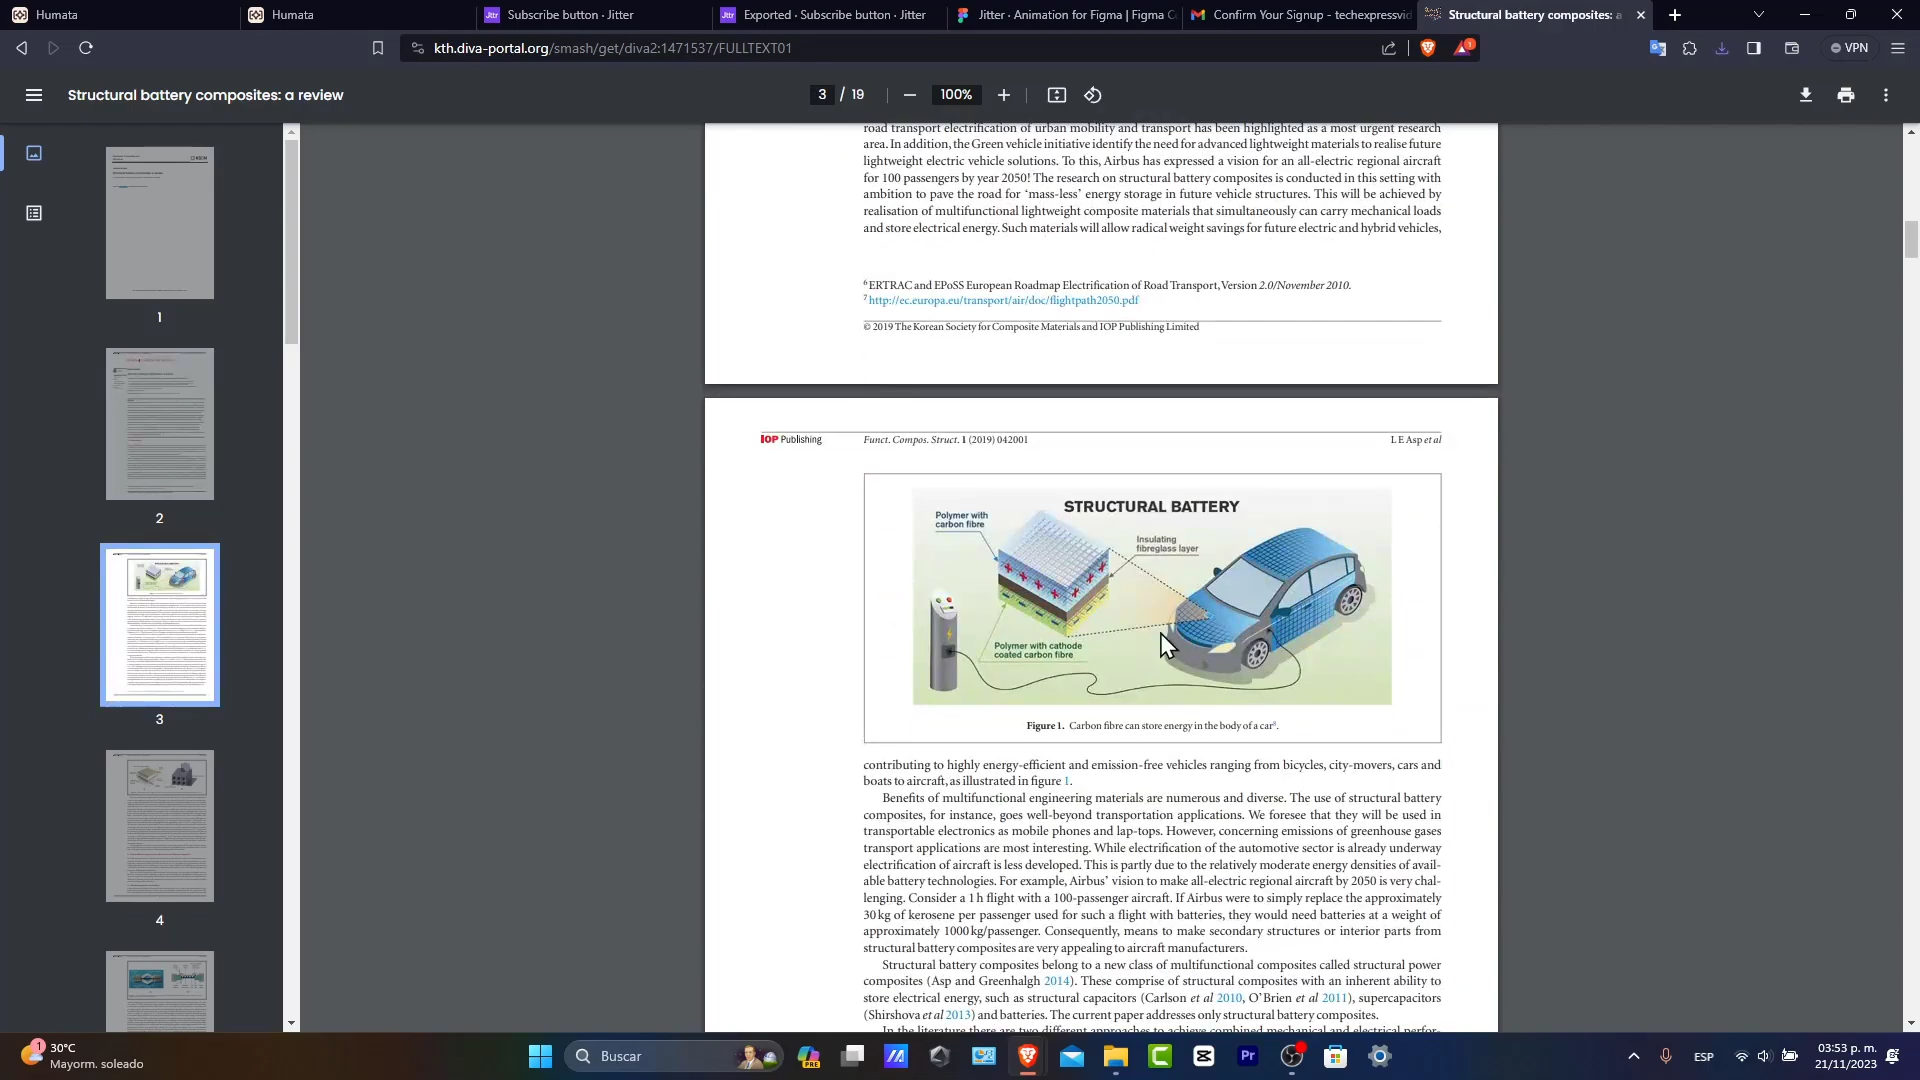 Humata
Humata
Subscribe button · Jitter
Exported · Subscribe button · Jitter
Jitter · Animation for Figma | Figma C
Confirm Your Signup - techexpressvid
Structural battery composites: a
kth.diva-portal.org/smash/get/diva2:1471537/FULLTEXT01
1
VPN
Structural battery composites: a review
3 / 19
100%
road transport electrification of urban mobility and transport has been highlighted as a most urgent research
area. In addition, the Green vehicle initiative identify the need for advanced lightweight materials to realise future
lightweight electric vehicle solutions. To this, Airbus has expressed a vision for an all-electric regional aircraft
for 100 passengers by year 2050! The research on structural battery composites is conducted in this setting with
ambition to pave the road for ‘mass-less’ energy storage in future vehicle structures. This will be achieved by
realisation of multifunctional lightweight composite materials that simultaneously can carry mechanical loads
and store electrical energy. Such materials will allow radical weight savings for future electric and hybrid vehicles,
6 ERTRAC and EPoSS European Roadmap Electrification of Road Transport, Version 2.0/November 2010.
7 http://ec.europa.eu/transport/air/doc/flightpath2050.pdf
© 2019 The Korean Society for Composite Materials and IOP Publishing Limited
IOP Publishing
Funct. Compos. Struct. 1 (2019) 042001
L E Asp et al
STRUCTURAL BATTERY
Polymer with
carbon fibre
Insulating
fibreglass layer
Polymer with cathode
coated carbon fibre
Figure 1. Carbon fibre can store energy in the body of a car8.
contributing to highly energy-efficient and emission-free vehicles ranging from bicycles, city-movers, cars and
boats to aircraft, as illustrated in figure 1.
Benefits of multifunctional engineering materials are numerous and diverse. The use of structural battery
composites, for instance, goes well-beyond transportation applications. We foresee that they will be used in
transportable electronics as mobile phones and lap-tops. However, concerning emissions of greenhouse gases
transport applications are most interesting. While electrification of the automotive sector is already underway
electrification of aircraft is less developed. This is partly due to the relatively moderate energy densities of avail-
able battery technologies. For example, Airbus’ vision to make all-electric regional aircraft by 2050 is very chal-
lenging. Consider a 1 h flight with a 100-passenger aircraft. If Airbus were to simply replace the approximately
30 kg of kerosene per passenger used for such a flight with batteries, they would need batteries at a weight of
approximately 1000 kg/passenger. Consequently, means to make secondary structures or interior parts from
structural battery composites are very appealing to aircraft manufacturers.
Structural battery composites belong to a new class of multifunctional composites called structural power
composites (Asp and Greenhalgh 2014). These comprise of structural composites with an inherent ability to
store electrical energy, such as structural capacitors (Carlson et al 2010, O’Brien et al 2011), supercapacitors
(Shirshova et al 2013) and batteries. The current paper addresses only structural battery composites.
In the literature there are two different approaches to achieve combined mechanical and electrical perfor-
1
2
3
4
1
30°C
Mayorm. soleado
Buscar
PRE
Pr
ESP
03:53 p. m.
21/11/2023